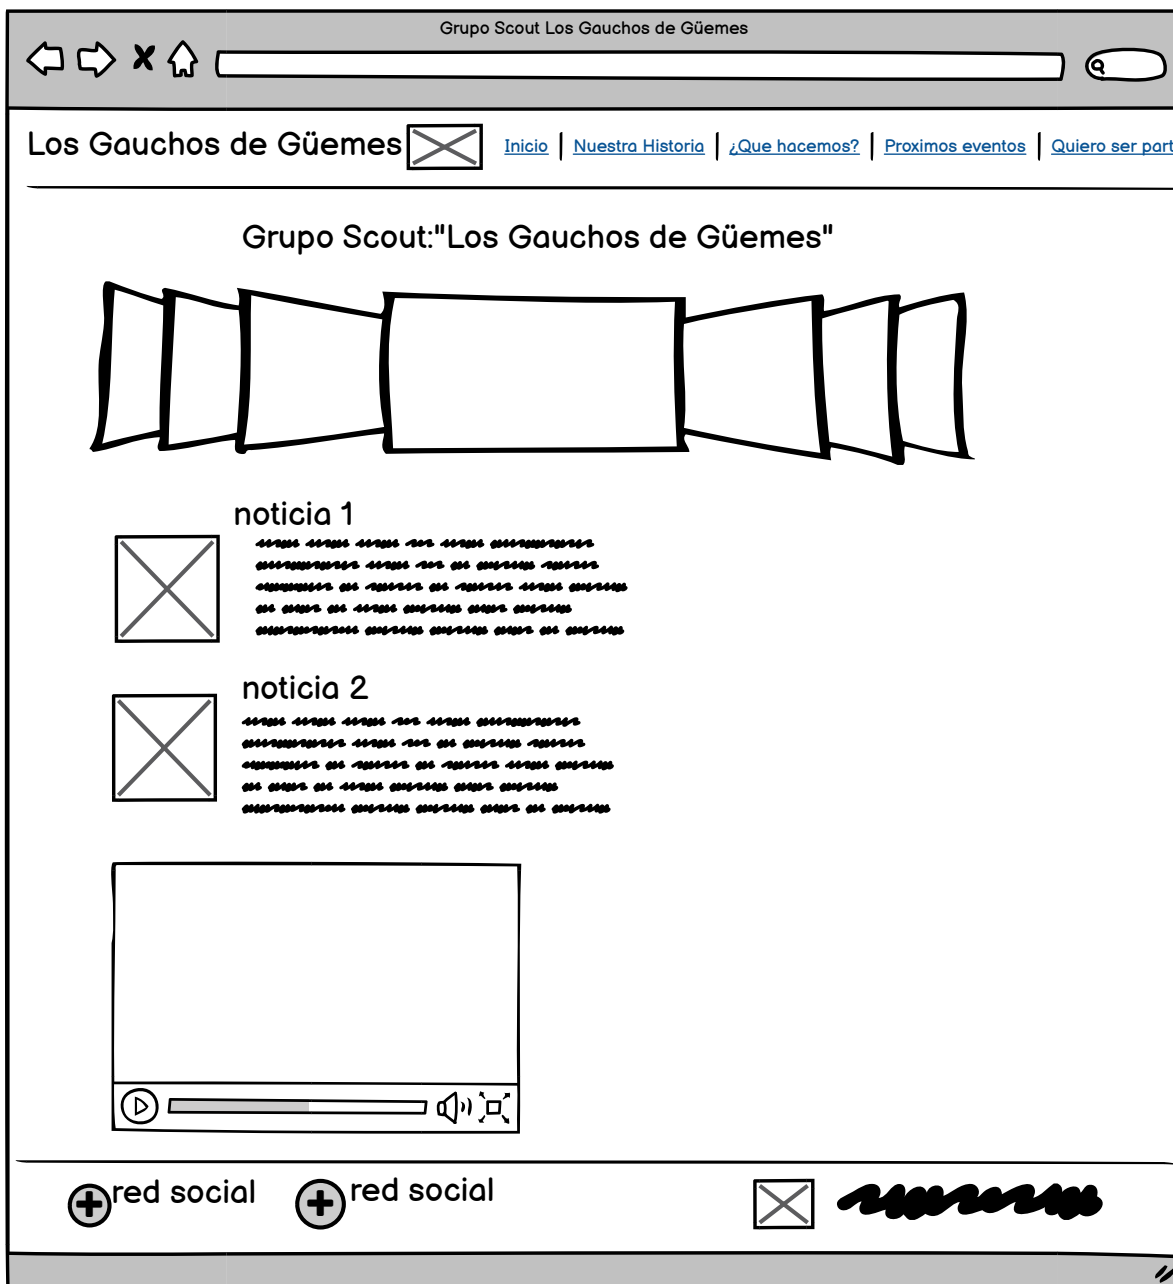 Grupo Scout Los Gauchos de Güemes
Los Gauchos de Güemes
Inicio | Nuestra Historia | ¿Que hacemos? | Proximos eventos | Quiero ser part
Grupo Scout:"Los Gauchos de Güemes"
noticia 1
noticia 2
red social
red social